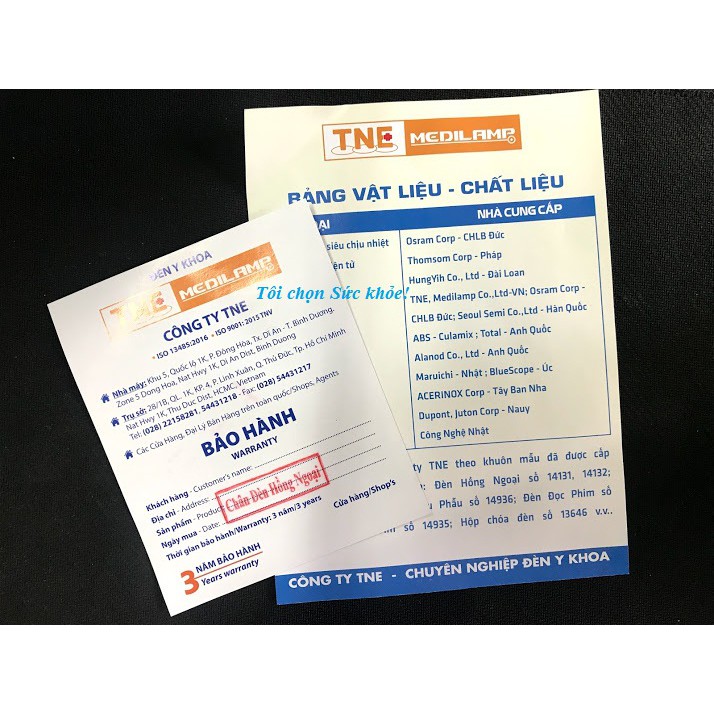 TNE MEDILAMP
BẢNG VẬT LIỆU - CHẤT LIỆU
NHÀ CUNG CẤP
siêu chịu nhiệt
Osram Corp - CHLB Đức
Thomsom Corp - Pháp
HungYih Co., Ltd - Đài Loan
TNE, Medilamp Co.,Ltd-VN; Osram Corp -
CHLB Đức; Seoul Semi Co.,Ltd - Hàn Quốc
ABS - Culamix ; Total - Anh Quốc
Alanod Co., Ltd - Anh Quốc
Maruichi - Nhật ; BlueScope - Úc
ACERINOX Corp - Tây Ban Nha
Dupont, Juton Corp - Nauy
Công Nghệ Nhật
ty TNE theo khuôn mẫu đã được cấp
Đèn Hồng Ngoại số 14131, 14132;
Phẫu số 14936; Đèn Đọc Phim số
số 14935; Hộp chóa đèn số 13646 v.v..
CÔNG TY TNE - CHUYÊN NGHIỆP ĐÈN Y KHOA
Tôi chọn Sức khỏe!
ĐÈN Y KHOA
TNE MEDILAMP
CÔNG TY TNE
• ISO 13485:2016 • ISO 9001: 2015 TNV
Nhà máy: Khu 5, Quốc lộ 1K, P. Đông Hòa, Tx. Dĩ An - T. Bình Dương.
Zone 5 Dong Hoa, Nat Hwy 1K, Di An Dist, Binh Duong
Trụ sở: 28/1B, QL. 1K, KP. 4, P. Linh Xuân, Q. Thủ Đức, Tp. Hồ Chí Minh
Nat Hwy 1K, Thu Duc Dist, HCMC, Vietnam
Tel: (028) 22158281, 54431218 - Fax: (028) 54431217
Các Cửa Hàng, Đại Lý Bán Hàng trên toàn quốc/Shops, Agents
BẢO HÀNH
WARRANTY
Khách hàng - Customer's name:
Địa chỉ - Address:
Sản phẩm - Product
Ngày mua - Date:
Thời gian bảo hành/Warranty: 3 năm/3 years
Chân Đèn Hồng Ngoại
Cửa hàng/Shop's
3 NĂM BẢO HÀNH
Years warranty